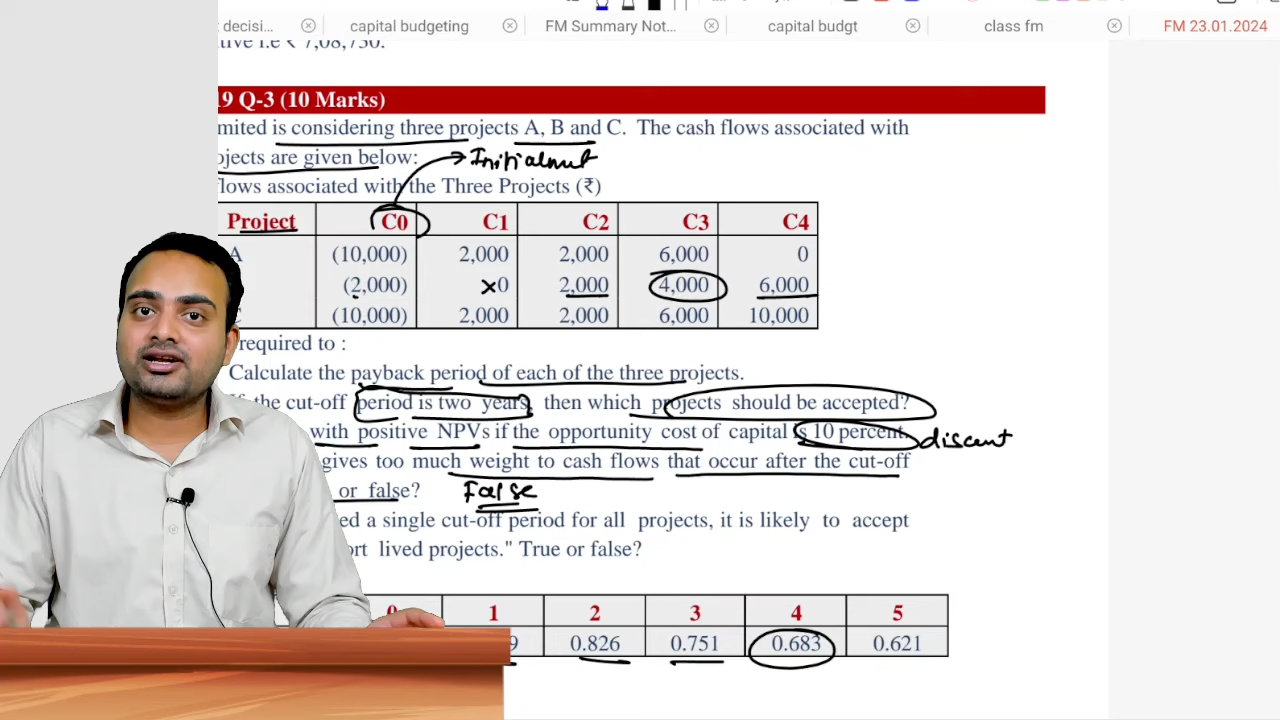 t decisi...
capital budgeting
FM Summary Not...
capital budgt
class fm
FM 23.01.2024
ative i.e ₹ 7,08,750.
19 Q-3 (10 Marks)
mited is considering three projects A, B and C. The cash flows associated with
ojects are given below:
Initial
flows associated with the Three Projects (₹)
Project C0 C1 C2 C3 C4
A (10,000) 2,000 2,000 6,000 0
(2,000) ×0 2,000 4,000 6,000
C (10,000) 2,000 2,000 6,000 10,000
required to :
Calculate the payback period of each of the three projects.
If the cut-off period is two years, then which projects should be accepted?
with positive NPVs if the opportunity cost of capital is 10 percent.
discount
gives too much weight to cash flows that occur after the cut-off
or false?
False
ed a single cut-off period for all projects, it is likely to accept
ort lived projects." True or false?
0 1 2 3 4 5
9 0.826 0.751 0.683 0.621